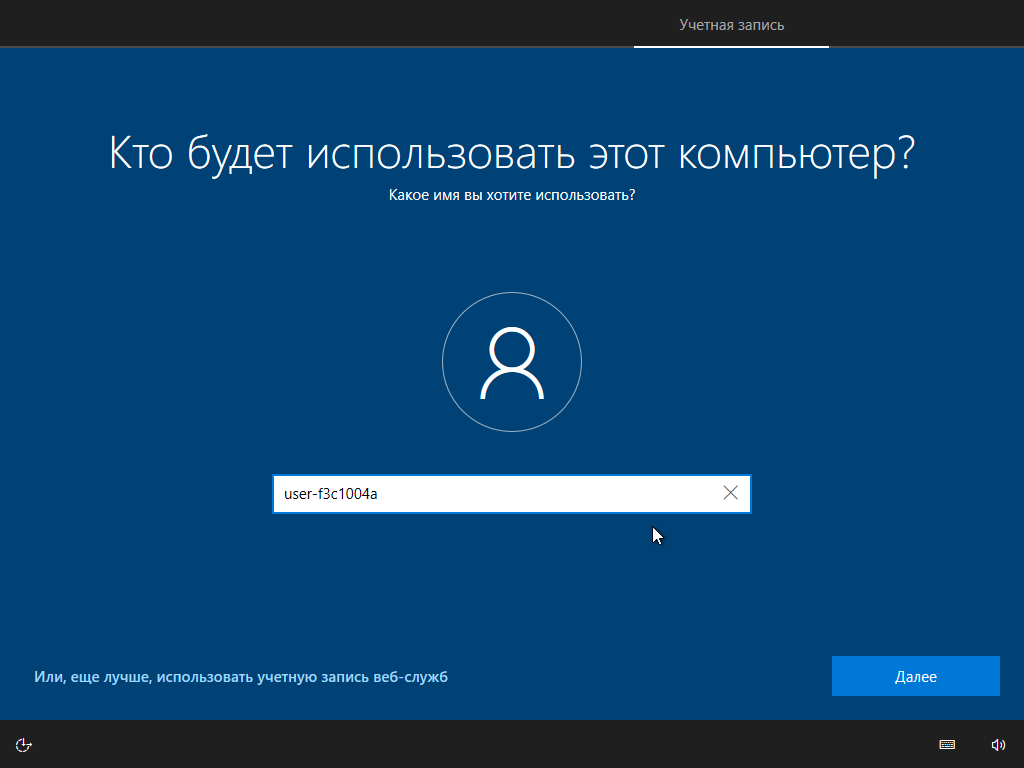 Учетная запись
Кто будет использовать этот компьютер?
Какое имя вы хотите использовать?
user-f3c1004a
Или, еще лучше, использовать учетную запись веб-служб
Далее